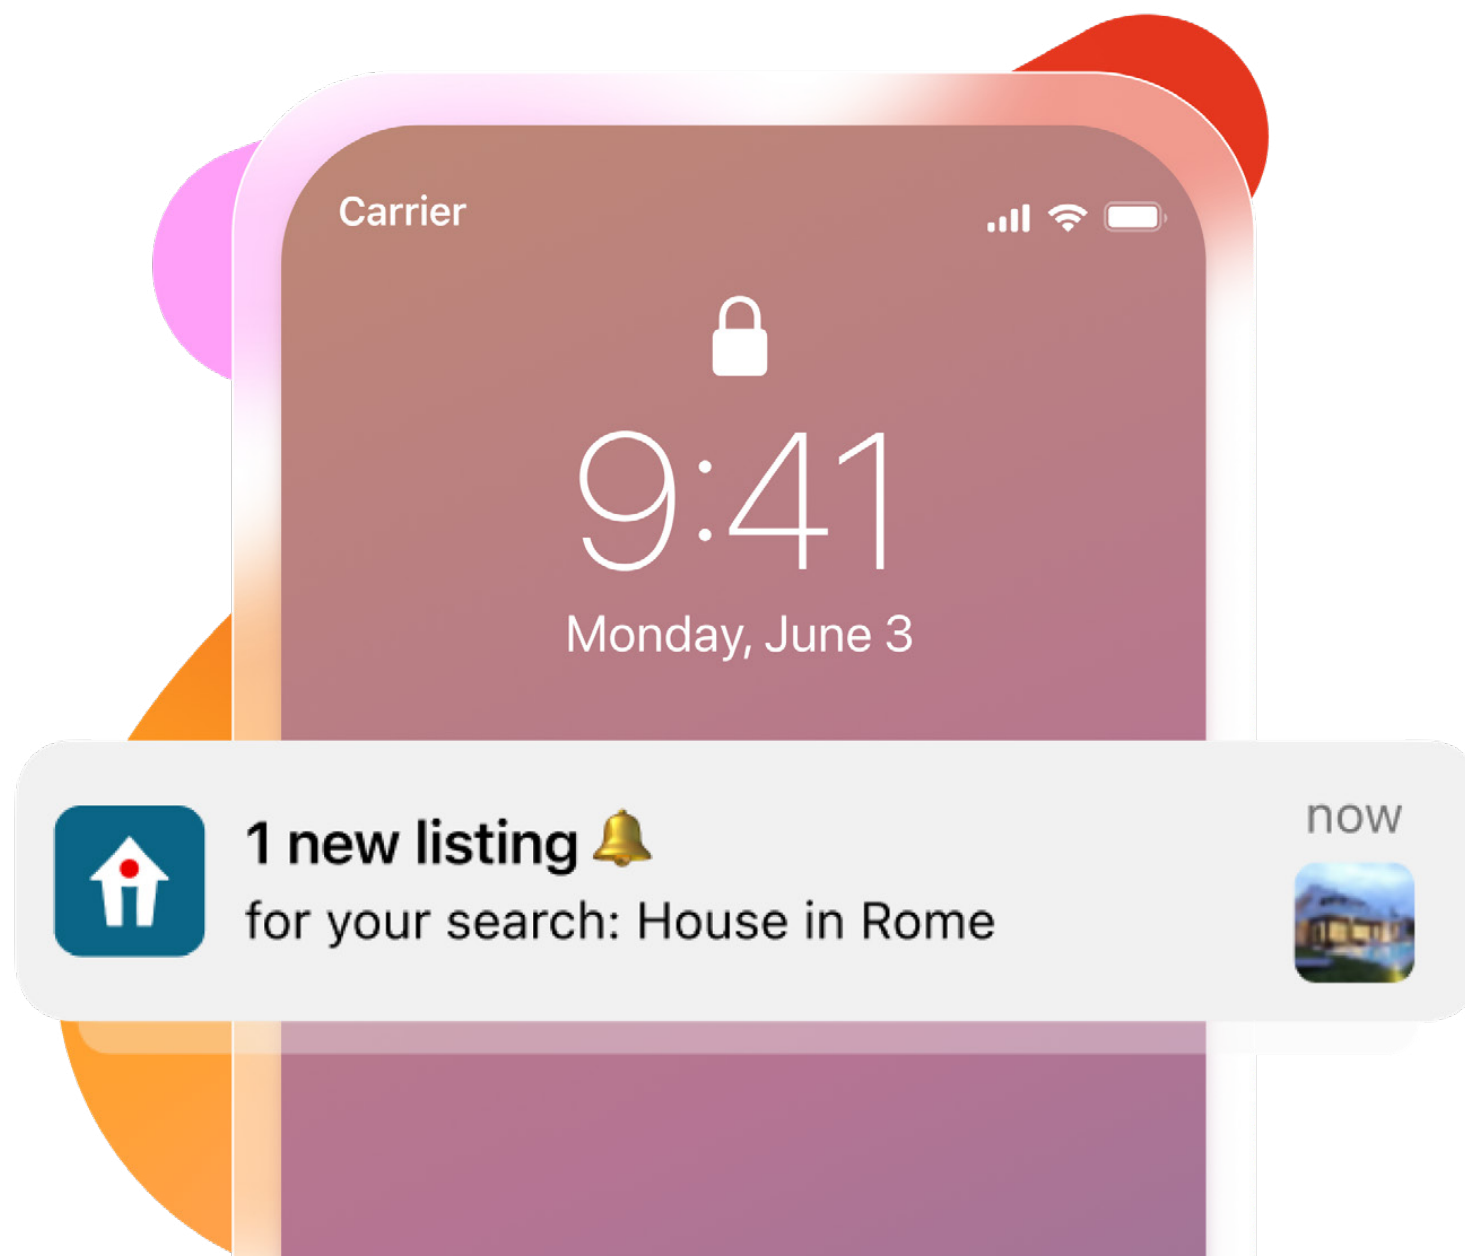 Carrier
9:41
Monday, June 3
1 new listing 🔔
now
for your search: House in Rome